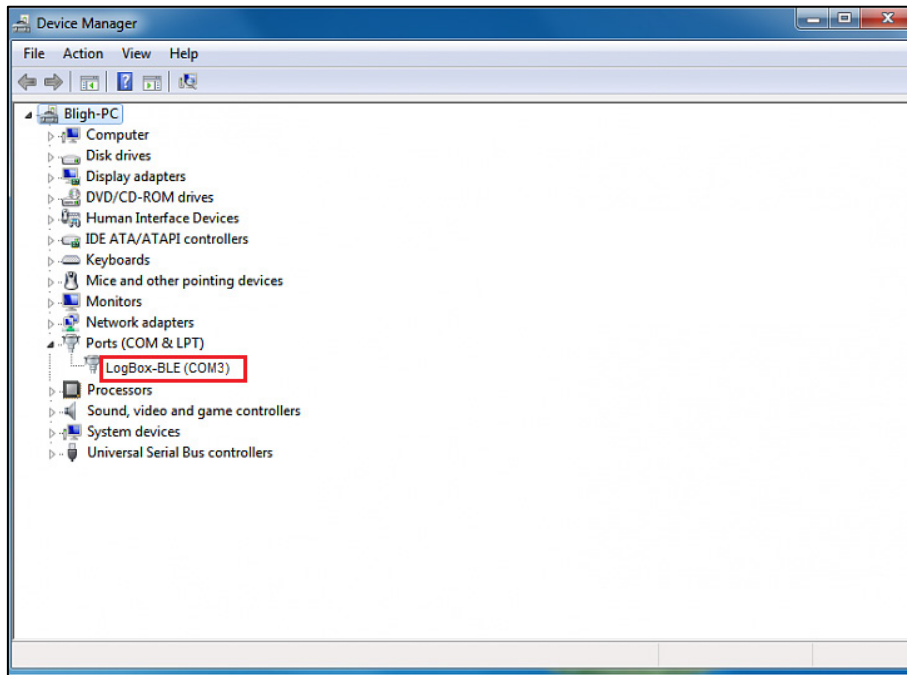 Device Manager
File Action View Help
Bligh-PC
Computer
Disk drives
Display adapters
DVD/CD-ROM drives
Human Interface Devices
IDE ATA/ATAPI controllers
Keyboards
Mice and other pointing devices
Monitors
Network adapters
Ports (COM & LPT)
LogBox-BLE (COM3)
Processors
Sound, video and game controllers
System devices
Universal Serial Bus controllers